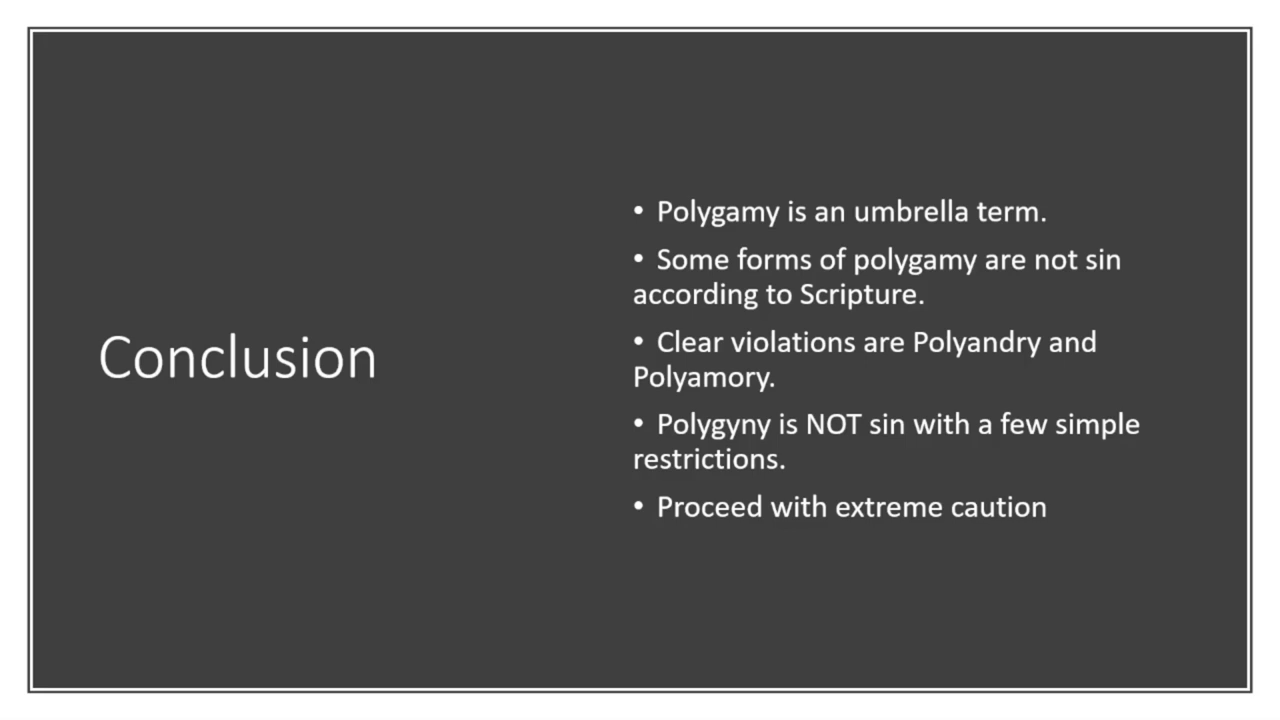 Conclusion
• Polygamy is an umbrella term.
• Some forms of polygamy are not sin
according to Scripture.
• Clear violations are Polyandry and
Polyamory.
• Polygyny is NOT sin with a few simple
restrictions.
• Proceed with extreme caution